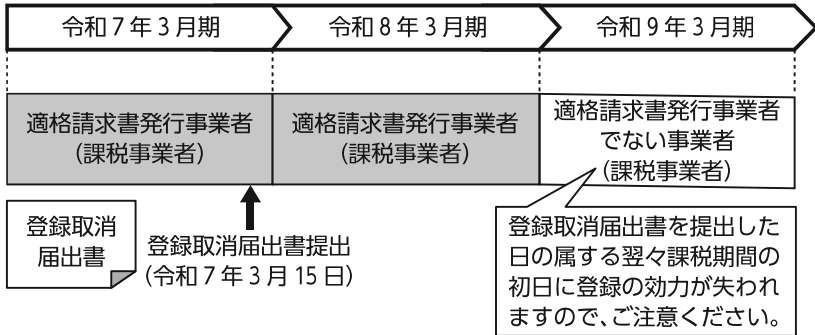 令和７年３月期
令和８年３月期
令和９年３月期
適格請求書発行事業者
（課税事業者）
適格請求書発行事業者
（課税事業者）
適格請求書発行事業者
でない事業者
（課税事業者）
登録取消
届出書
登録取消届出書提出
（令和７年３月15日）
登録取消届出書を提出した
日の属する翌々課税期間の
初日に登録の効力が失われ
ますので、ご注意ください。